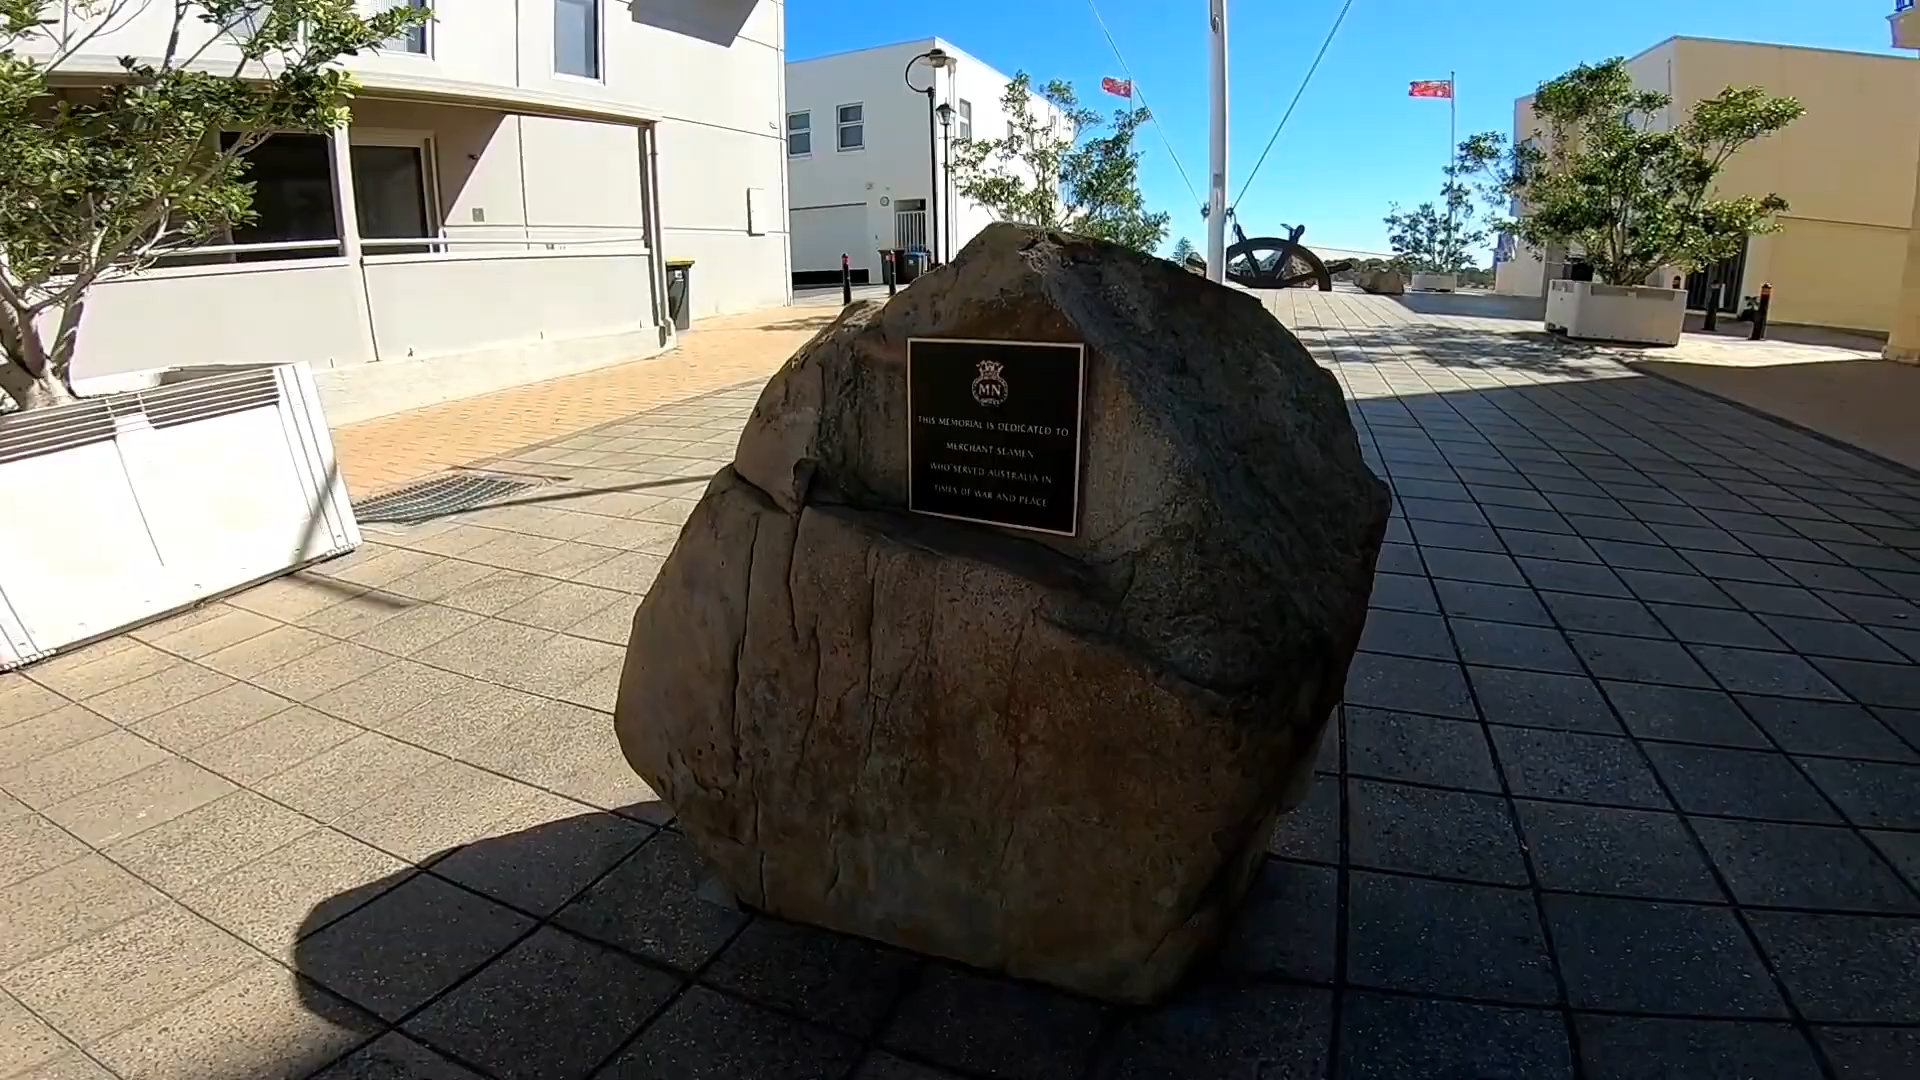 MN
THIS MEMORIAL IS DEDICATED TO
MERCHANT SEAMEN
WHO SERVED AUSTRALIA IN
TIMES OF WAR AND PEACE